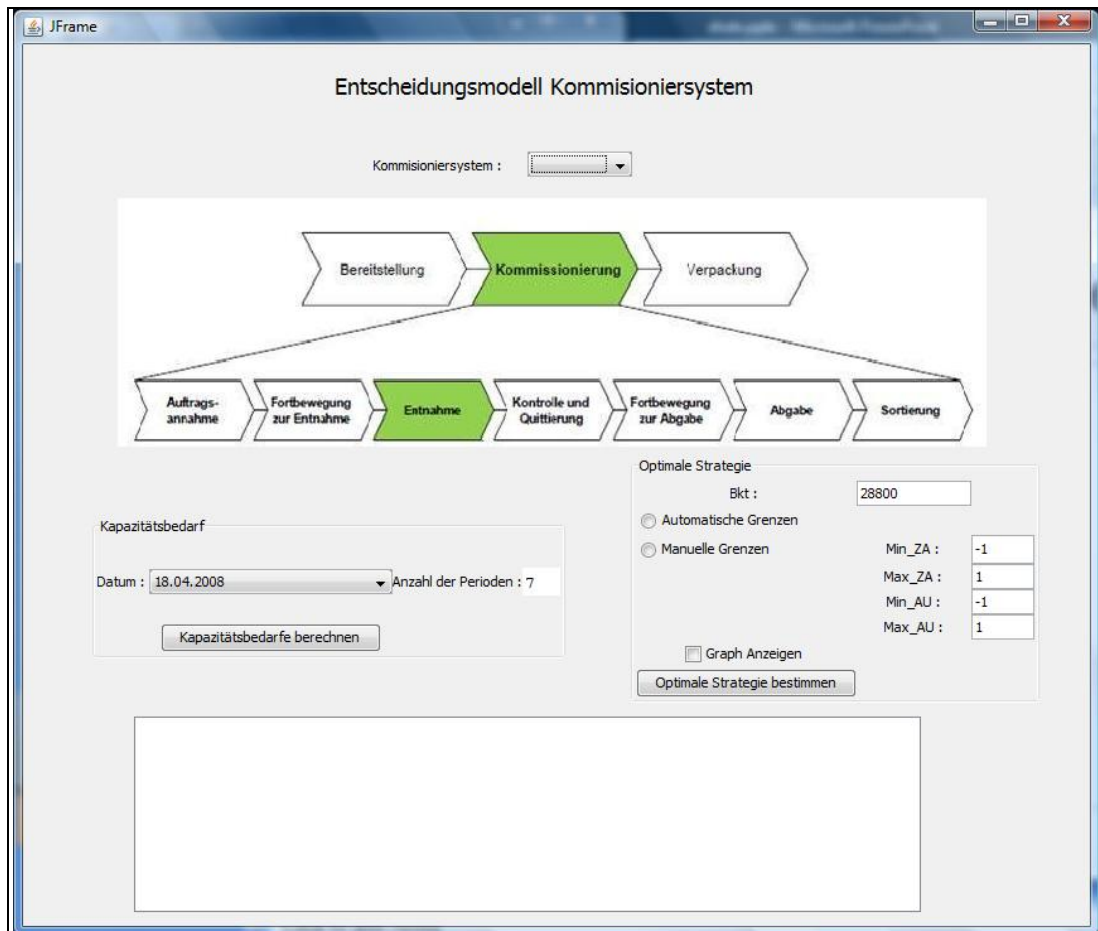 JFrame
Entscheidungsmodell Kommisioniersystem
Kommisioniersystem :
Bereitstellung
Kommissionierung
Verpackung
Auftrags-
annahme
Fortbewegung
zur Entnahme
Entnahme
Kontrolle und
Quittierung
Fortbewegung
zur Abgabe
Abgabe
Sortierung
Kapazitätsbedarf
Datum : 18.04.2008 Anzahl der Perioden : 7
Kapazitätsbedarfe berechnen
Optimale Strategie
Bkt : 28800
Automatische Grenzen
Manuelle Grenzen
Min_ZA : -1
Max_ZA : 1
Min_AU : -1
Max_AU : 1
Graph Anzeigen
Optimale Strategie bestimmen